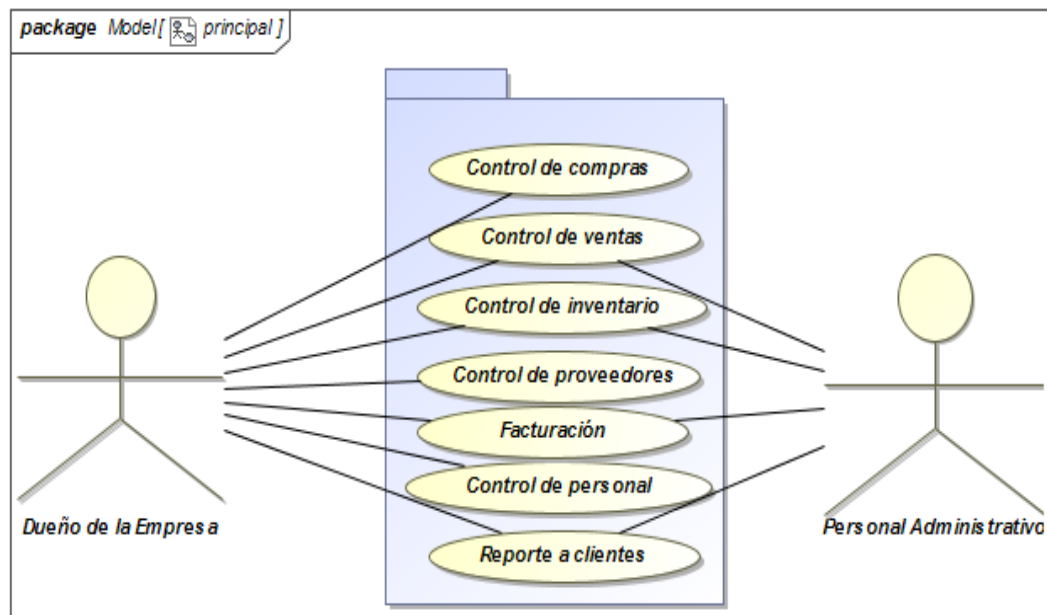 package Model [ principal ]
Control de compras
Control de ventas
Control de inventario
Control de proveedores
Facturación
Control de personal
Reporte a clientes
Dueño de la Empresa
Personal Administrativo